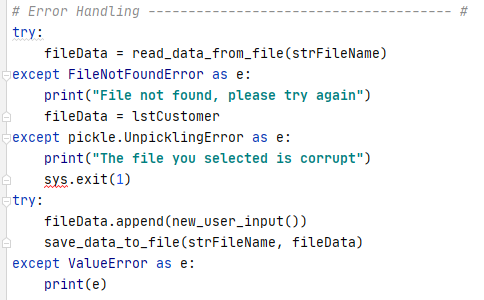 # Error Handling -------------------------------------- #
try:
    fileData = read_data_from_file(strFileName)
except FileNotFoundError as e:
    print("File not found, please try again")
    fileData = lstCustomer
except pickle.UnpicklingError as e:
    print("The file you selected is corrupt")
    sys.exit(1)
try:
    fileData.append(new_user_input())
    save_data_to_file(strFileName, fileData)
except ValueError as e:
    print(e)